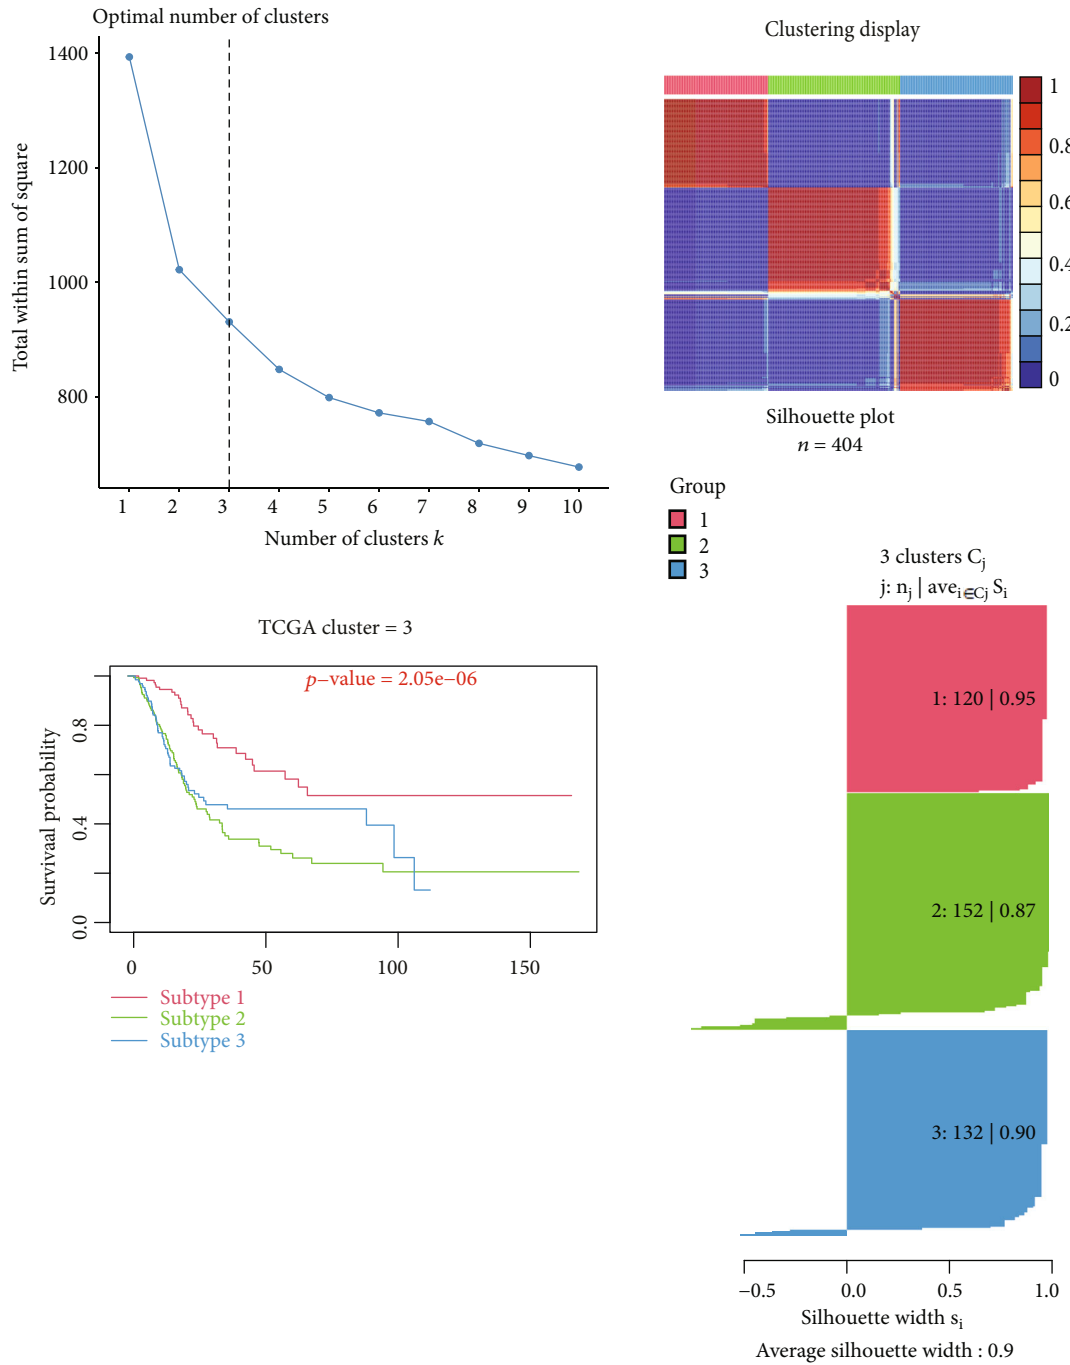 Optimal number of clusters
1400
1200
1000
800
Total within sum of square
1 2 3 4 5 6 7 8 9 10
Number of clusters k
Clustering display
1
0.8
0.6
0.4
0.2
0
Silhouette plot
n = 404
Group
1
2
3
3 clusters Cj
j: nj | avei∈Cj Si
1: 120 | 0.95
2: 152 | 0.87
3: 132 | 0.90
−0.5 0.0 0.5 1.0
Silhouette width si
Average silhouette width : 0.9
TCGA cluster = 3
p−value = 2.05e−06
0.8
0.4
0.0
Survivaal probability
0 50 100 150
Subtype 1
Subtype 2
Subtype 3